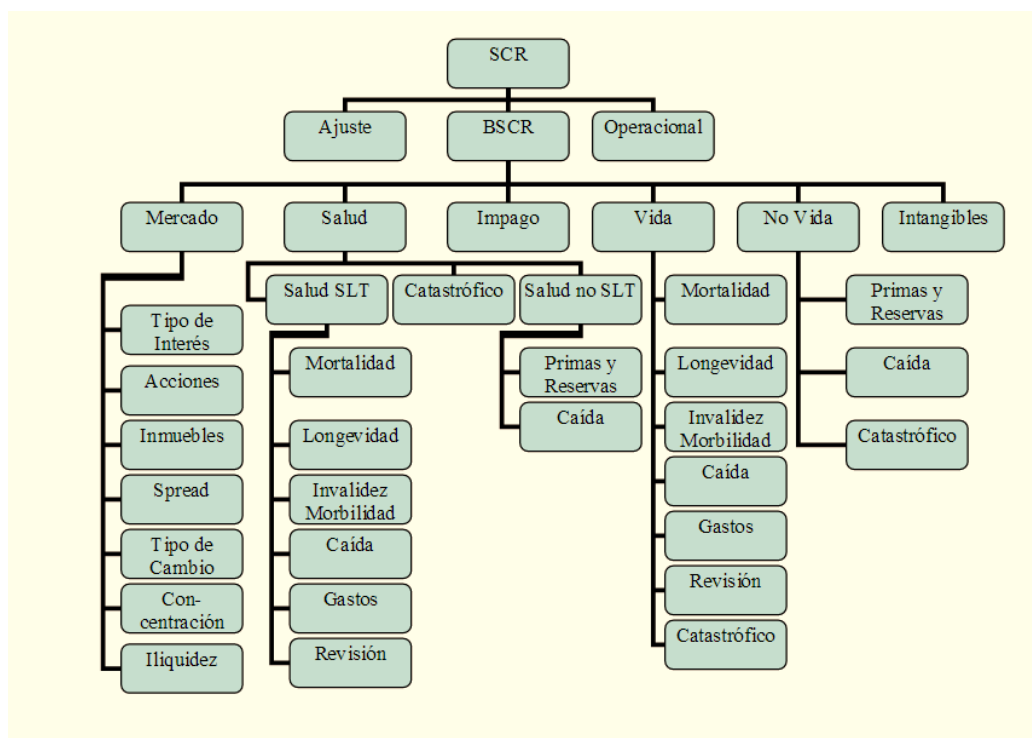 SCR
Ajuste
BSCR
Operacional
Mercado
Salud
Impago
Vida
No Vida
Intangibles
Tipo de
Interés
Acciones
Inmuebles
Spread
Tipo de
Cambio
Con-
centración
Iliquidez
Salud SLT
Catastrófico
Salud no SLT
Mortalidad
Longevidad
Invalidez
Morbilidad
Caída
Gastos
Revisión
Primas y
Reservas
Caída
Mortalidad
Longevidad
Invalidez
Morbilidad
Caída
Gastos
Revisión
Catastrófico
Primas y
Reservas
Caída
Catastrófico